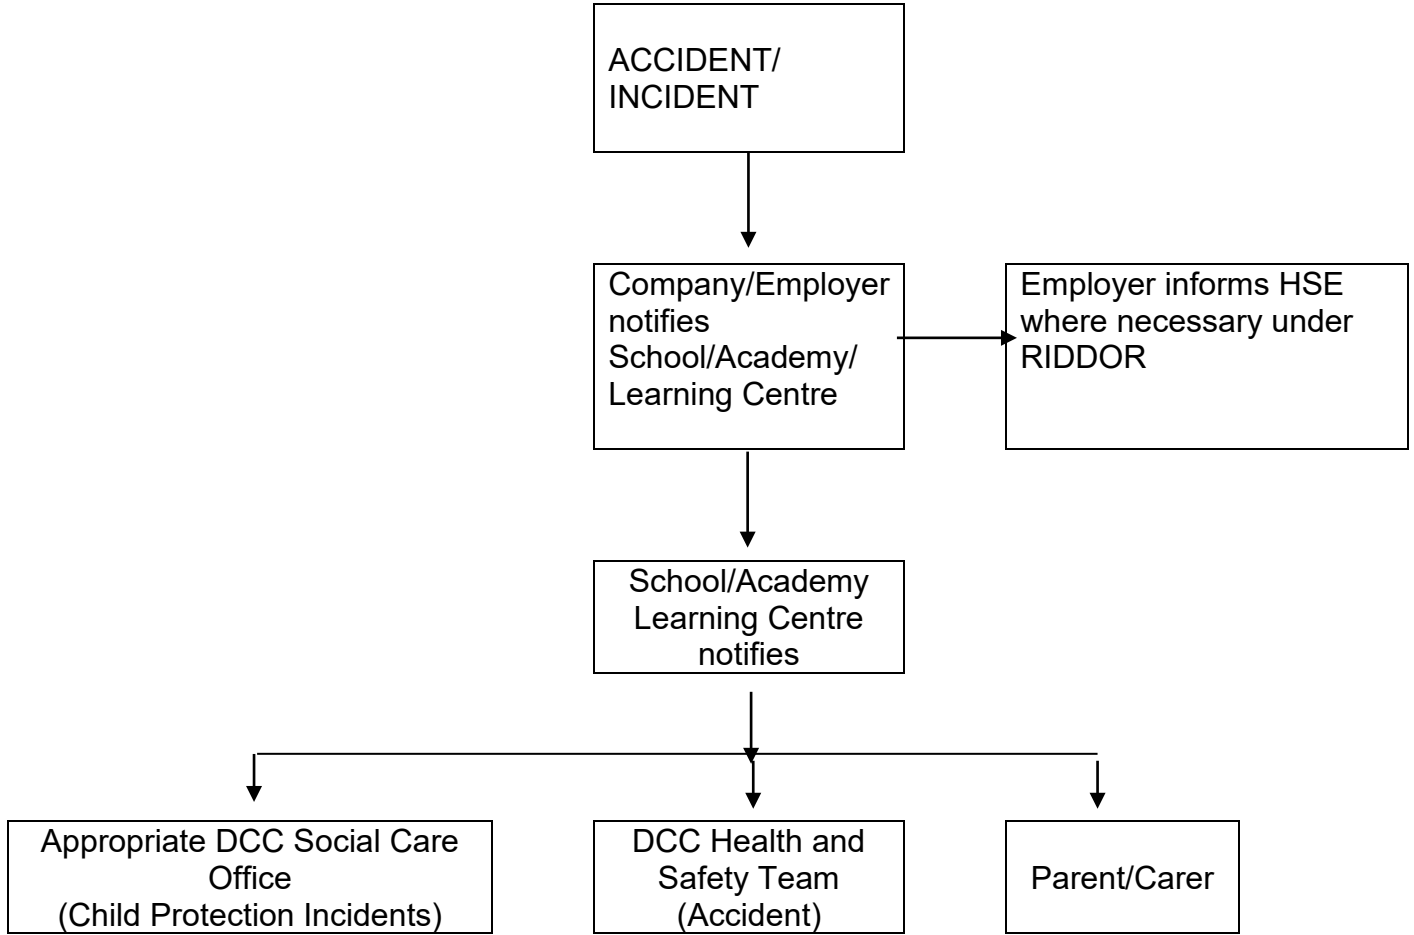 ACCIDENT/
INCIDENT
Company/Employer
notifies
School/Academy/
Learning Centre
Employer informs HSE
where necessary under
RIDDOR
School/Academy
Learning Centre
notifies
Appropriate DCC Social Care
Office
(Child Protection Incidents)
DCC Health and
Safety Team
(Accident)
Parent/Carer